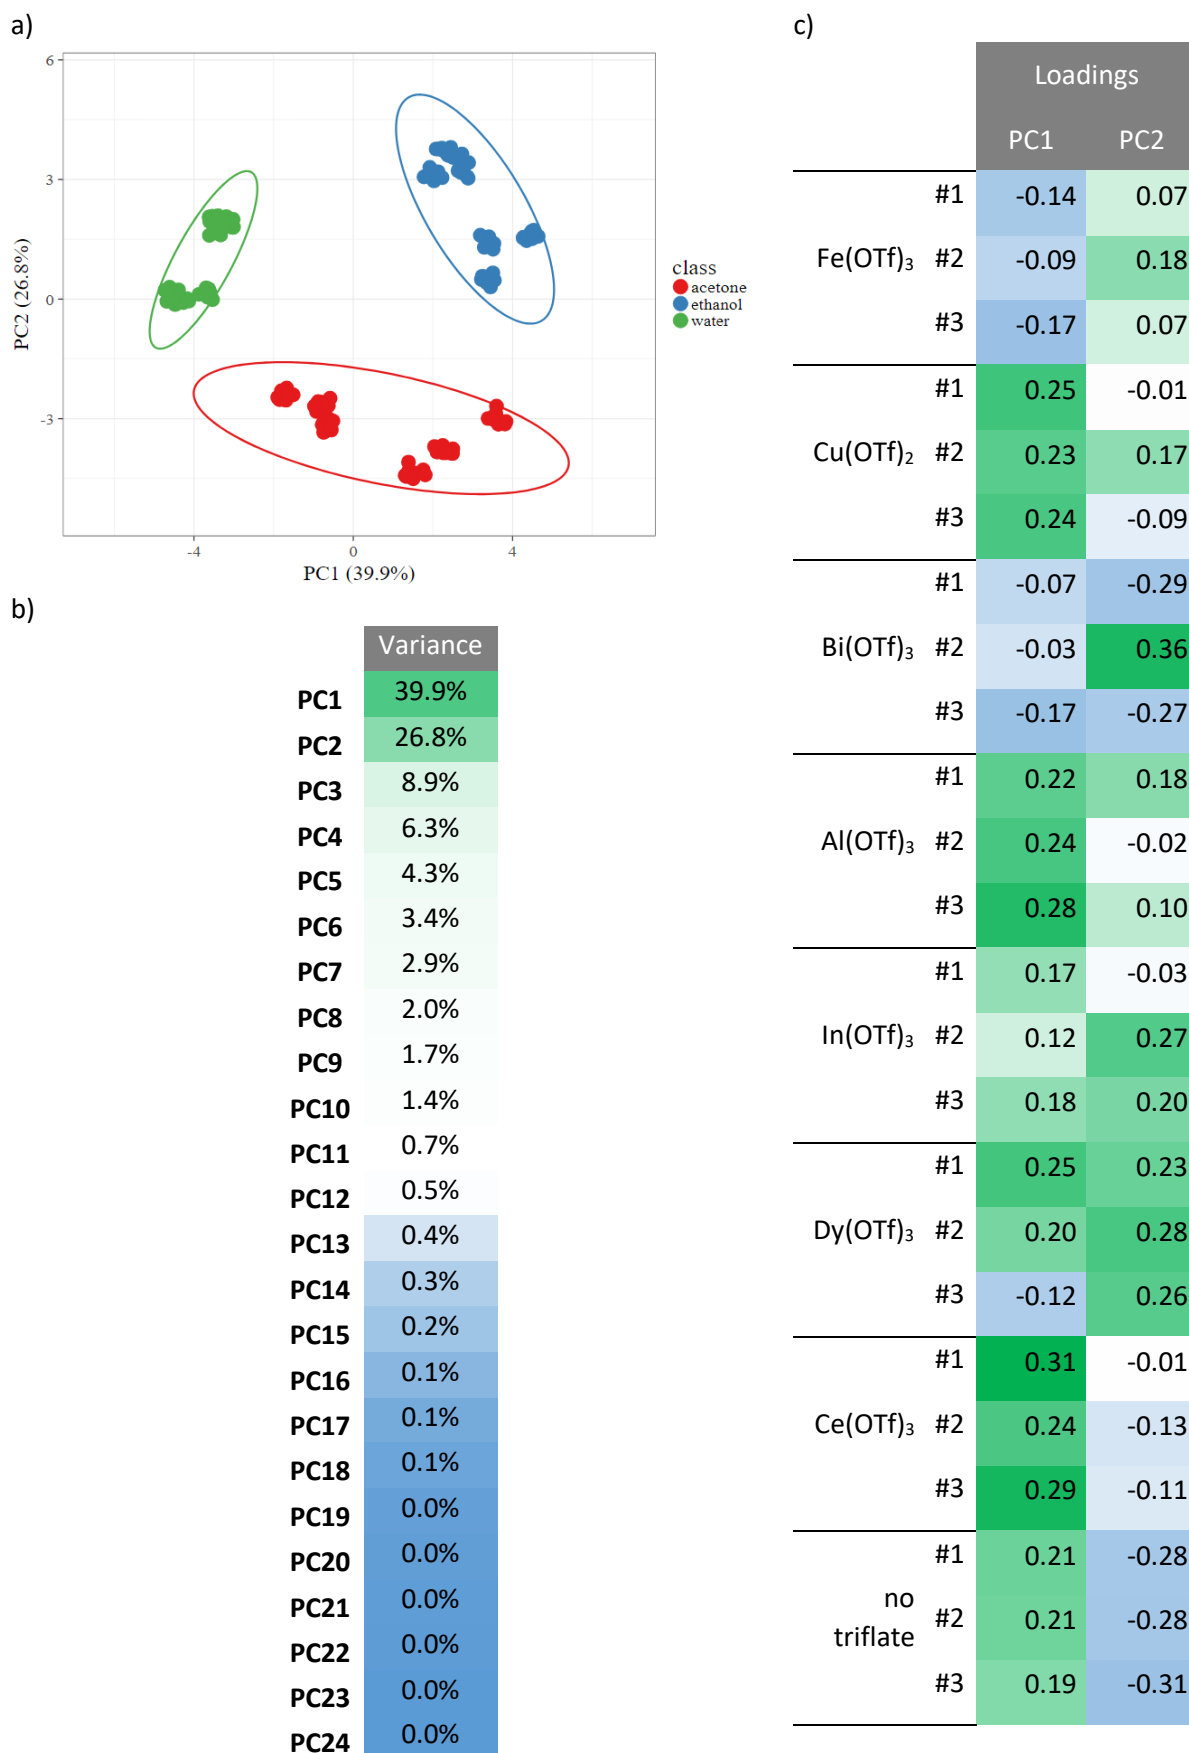 a)
6
3
0
-3
PC2 (26.8%)
-4
0
4
PC1 (39.9%)
class
acetone
ethanol
water
b)
Variance
PC1 39.9%
PC2 26.8%
PC3 8.9%
PC4 6.3%
PC5 4.3%
PC6 3.4%
PC7 2.9%
PC8 2.0%
PC9 1.7%
PC10 1.4%
PC11 0.7%
PC12 0.5%
PC13 0.4%
PC14 0.3%
PC15 0.2%
PC16 0.1%
PC17 0.1%
PC18 0.1%
PC19 0.0%
PC20 0.0%
PC21 0.0%
PC22 0.0%
PC23 0.0%
PC24 0.0%
c)
Loadings
PC1 PC2
#1 -0.14 0.07
Fe(OTf)₃ #2 -0.09 0.18
#3 -0.17 0.07
#1 0.25 -0.01
Cu(OTf)₂ #2 0.23 0.17
#3 0.24 -0.09
#1 -0.07 -0.29
Bi(OTf)₃ #2 -0.03 0.36
#3 -0.17 -0.27
#1 0.22 0.18
Al(OTf)₃ #2 0.24 -0.02
#3 0.28 0.10
#1 0.17 -0.03
In(OTf)₃ #2 0.12 0.27
#3 0.18 0.20
#1 0.25 0.23
Dy(OTf)₃ #2 0.20 0.28
#3 -0.12 0.26
#1 0.31 -0.01
Ce(OTf)₃ #2 0.24 -0.13
#3 0.29 -0.11
#1 0.21 -0.28
no
triflate #2 0.21 -0.28
#3 0.19 -0.31